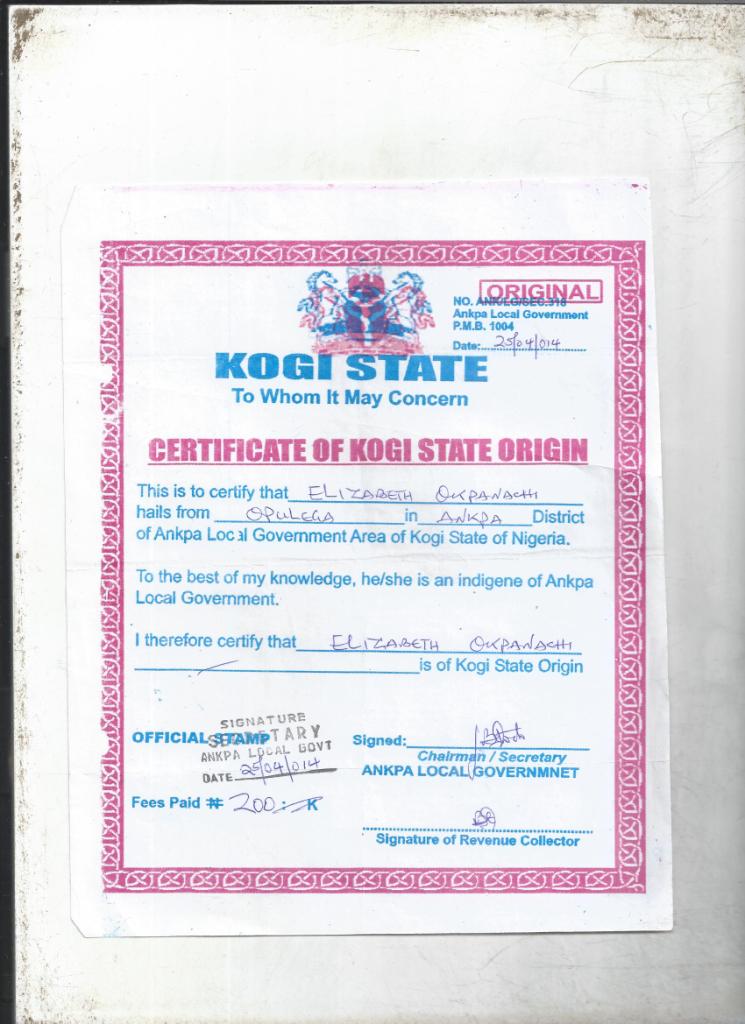 ORIGINAL
NO. ANK/LG/SEC.318
Ankpa Local Government
P.M.B. 1004
Date: 25/04/014
KOGI STATE
To Whom It May Concern
CERTIFICATE OF KOGI STATE ORIGIN
This is to certify that ELIZABETH OKPANACHI
hails from OPULEGA in ANKPA District
of Ankpa Local Government Area of Kogi State of Nigeria.
To the best of my knowledge, he/she is an indigene of Ankpa
Local Government.
I therefore certify that ELIZABETH OKPANACHI
is of Kogi State Origin
OFFICIAL STAMP
SIGNATURE
SECRETARY
ANKPA LOCAL GOVT
DATE 25/04/014
Signed:
Chairman / Secretary
ANKPA LOCAL GOVERNMNET
Fees Paid ₦ 200 : K
Signature of Revenue Collector